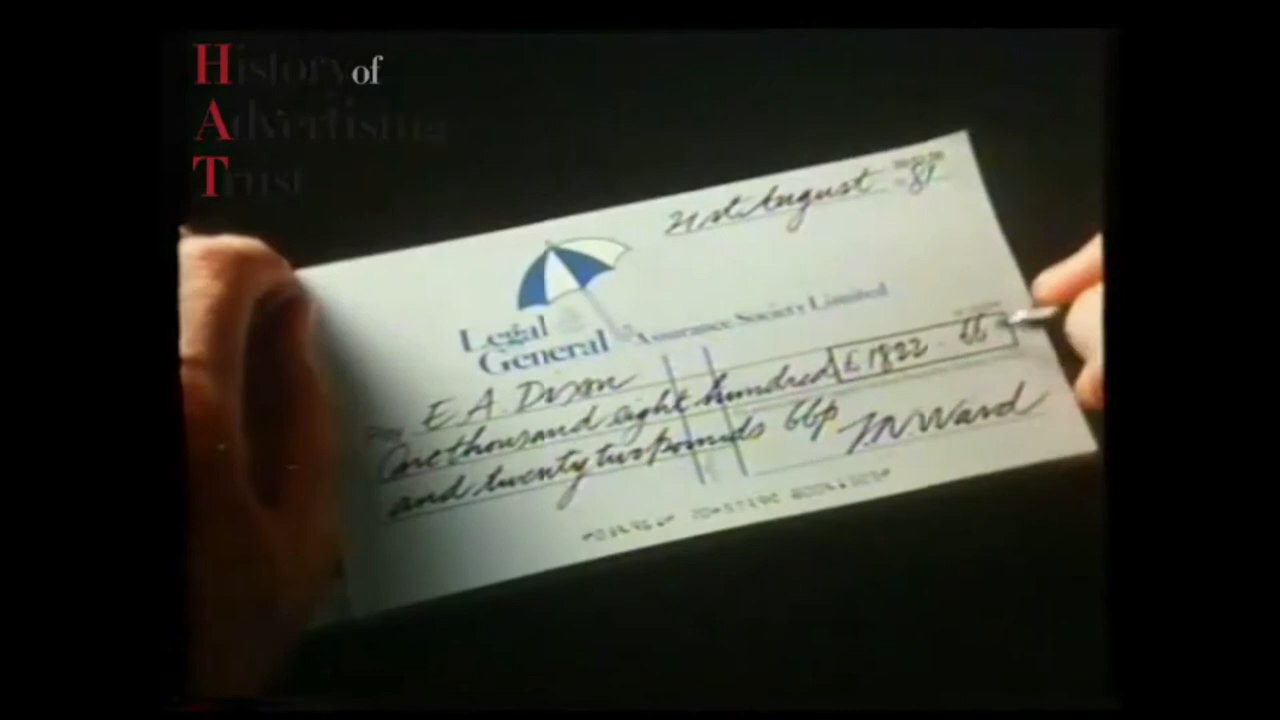 History of
Advertising
Trust
21st August 81
Legal
General Assurance Society Limited
E A Dixon
£1822 - 66
One thousand eight hundred
and twenty two pounds 66p
M. Ward